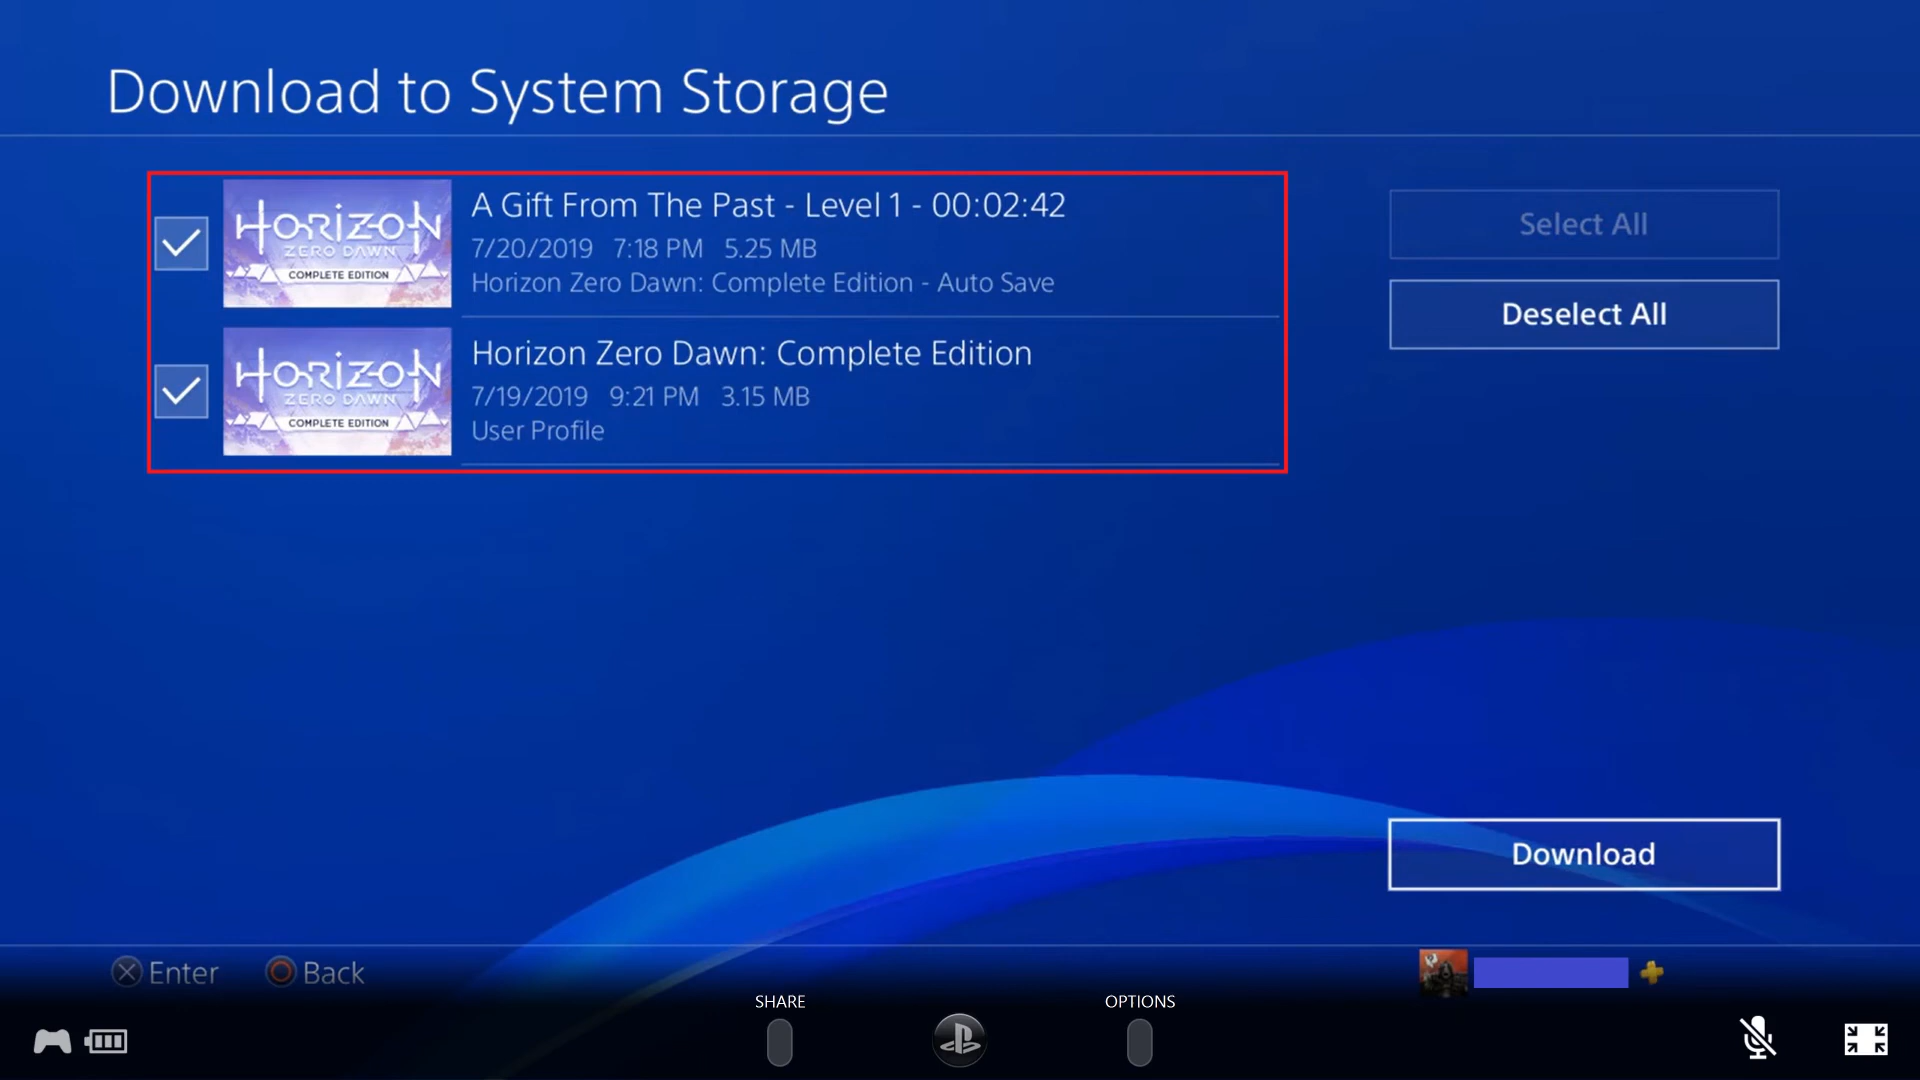 Download to System Storage
HORIZON
ZERO DAWN
COMPLETE EDITION
A Gift From The Past - Level 1 - 00:02:42
7/20/2019 7:18 PM 5.25 MB
Horizon Zero Dawn: Complete Edition - Auto Save
HORIZON
ZERO DAWN
COMPLETE EDITION
Horizon Zero Dawn: Complete Edition
7/19/2019 9:21 PM 3.15 MB
User Profile
Select All
Deselect All
Download
Enter
Back
SHARE
OPTIONS